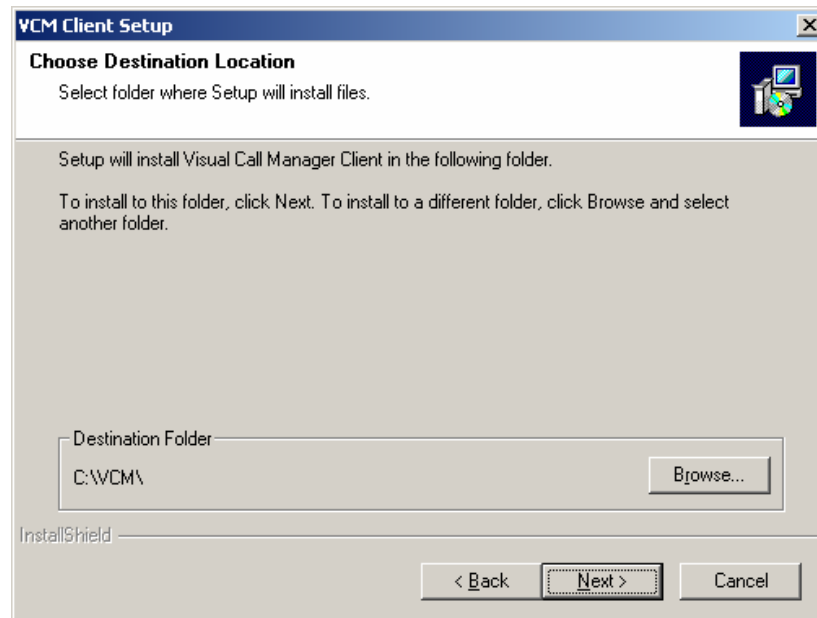 VCM Client Setup
Choose Destination Location
Select folder where Setup will install files.
Setup will install Visual Call Manager Client in the following folder.
To install to this folder, click Next. To install to a different folder, click Browse and select
another folder.
Destination Folder
C:\VCM\
Browse...
InstallShield
< Back
Next >
Cancel